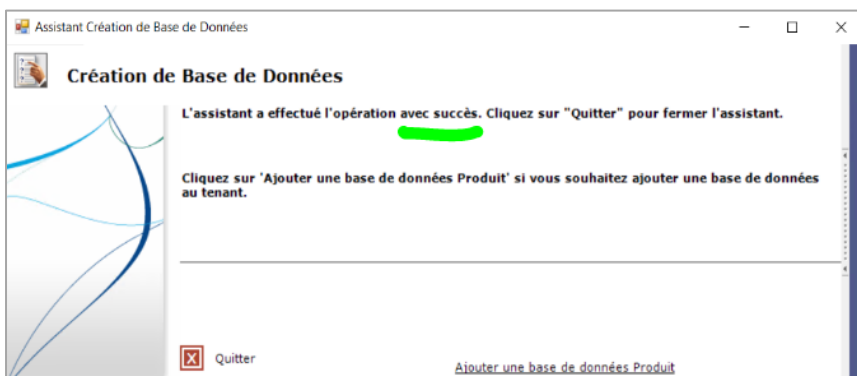 Assistant Création de Base de Données
Création de Base de Données
L'assistant a effectué l'opération avec succès. Cliquez sur "Quitter" pour fermer l'assistant.
Cliquez sur 'Ajouter une base de données Produit' si vous souhaitez ajouter une base de données
au tenant.
Quitter
Ajouter une base de données Produit